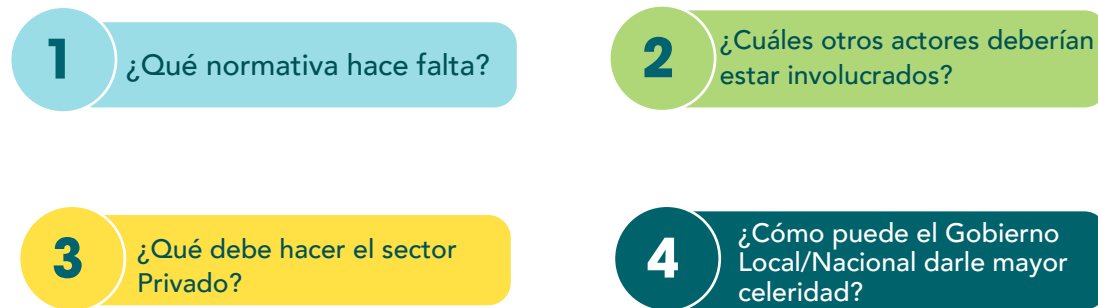 1
¿Qué normativa hace falta?
2
¿Cuáles otros actores deberían
estar involucrados?
3
¿Qué debe hacer el sector
Privado?
4
¿Cómo puede el Gobierno
Local/Nacional darle mayor
celeridad?